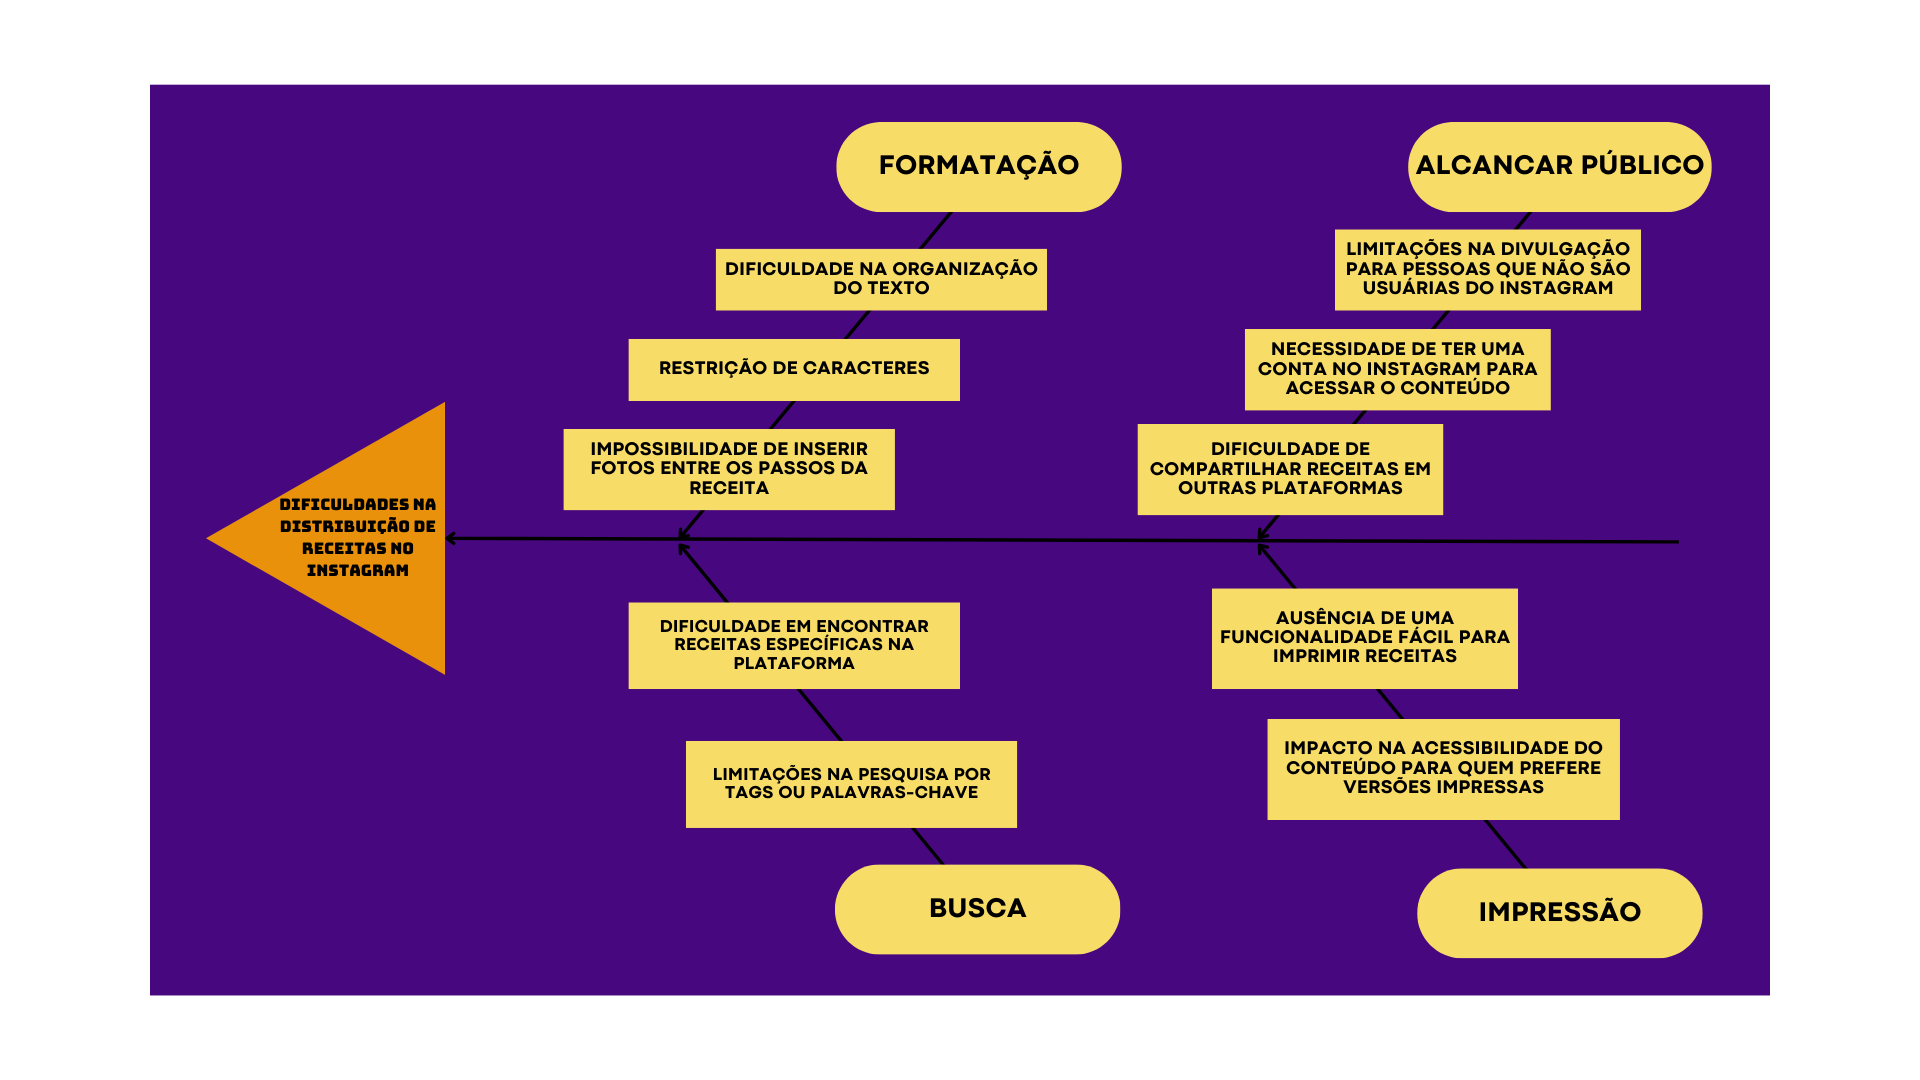 FORMATAÇÃO
DIFICULDADE NA ORGANIZAÇÃO
DO TEXTO
RESTRIÇÃO DE CARACTERES
IMPOSSIBILIDADE DE INSERIR
FOTOS ENTRE OS PASSOS DA
RECEITA
ALCANCAR PÚBLICO
LIMITAÇÕES NA DIVULGAÇÃO
PARA PESSOAS QUE NÃO SÃO
USUÁRIAS DO INSTAGRAM
NECESSIDADE DE TER UMA
CONTA NO INSTAGRAM PARA
ACESSAR O CONTEÚDO
DIFICULDADE DE
COMPARTILHAR RECEITAS EM
OUTRAS PLATAFORMAS
DIFICULDADES NA
DISTRIBUIÇÃO DE
RECEITAS NO
INSTAGRAM
DIFICULDADE EM ENCONTRAR
RECEITAS ESPECÍFICAS NA
PLATAFORMA
LIMITAÇÕES NA PESQUISA POR
TAGS OU PALAVRAS-CHAVE
BUSCA
AUSÊNCIA DE UMA
FUNCIONALIDADE FÁCIL PARA
IMPRIMIR RECEITAS
IMPACTO NA ACESSIBILIDADE DO
CONTEÚDO PARA QUEM PREFERE
VERSÕES IMPRESSAS
IMPRESSÃO